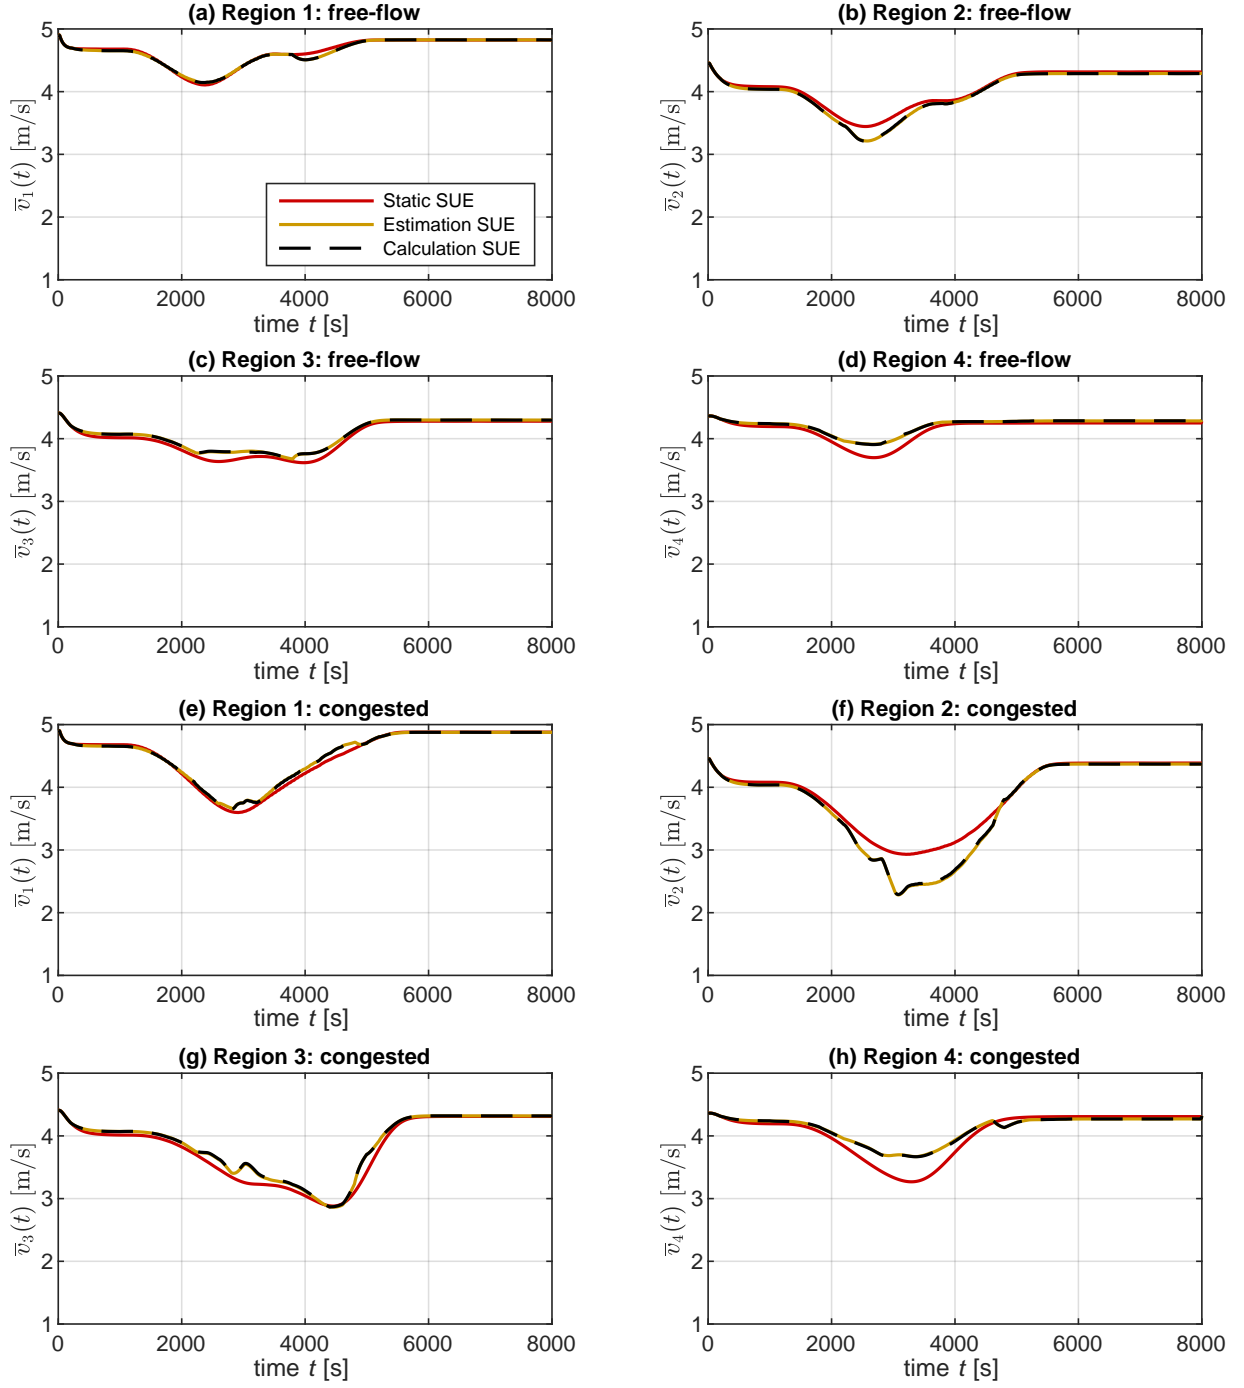 (a) Region 1: free-flow
5
4
3
2
1
v̅₁(t) [m/s]
Static SUE
Estimation SUE
Calculation SUE
0 2000 4000 6000 8000
time t [s]
(b) Region 2: free-flow
5
4
3
2
1
v̅₂(t) [m/s]
0 2000 4000 6000 8000
time t [s]
(c) Region 3: free-flow
5
4
3
2
1
v̅₃(t) [m/s]
0 2000 4000 6000 8000
time t [s]
(d) Region 4: free-flow
5
4
3
2
1
v̅₄(t) [m/s]
0 2000 4000 6000 8000
time t [s]
(e) Region 1: congested
5
4
3
2
1
v̅₁(t) [m/s]
0 2000 4000 6000 8000
time t [s]
(f) Region 2: congested
5
4
3
2
1
v̅₂(t) [m/s]
0 2000 4000 6000 8000
time t [s]
(g) Region 3: congested
5
4
3
2
1
v̅₃(t) [m/s]
0 2000 4000 6000 8000
time t [s]
(h) Region 4: congested
5
4
3
2
1
v̅₄(t) [m/s]
0 2000 4000 6000 8000
time t [s]